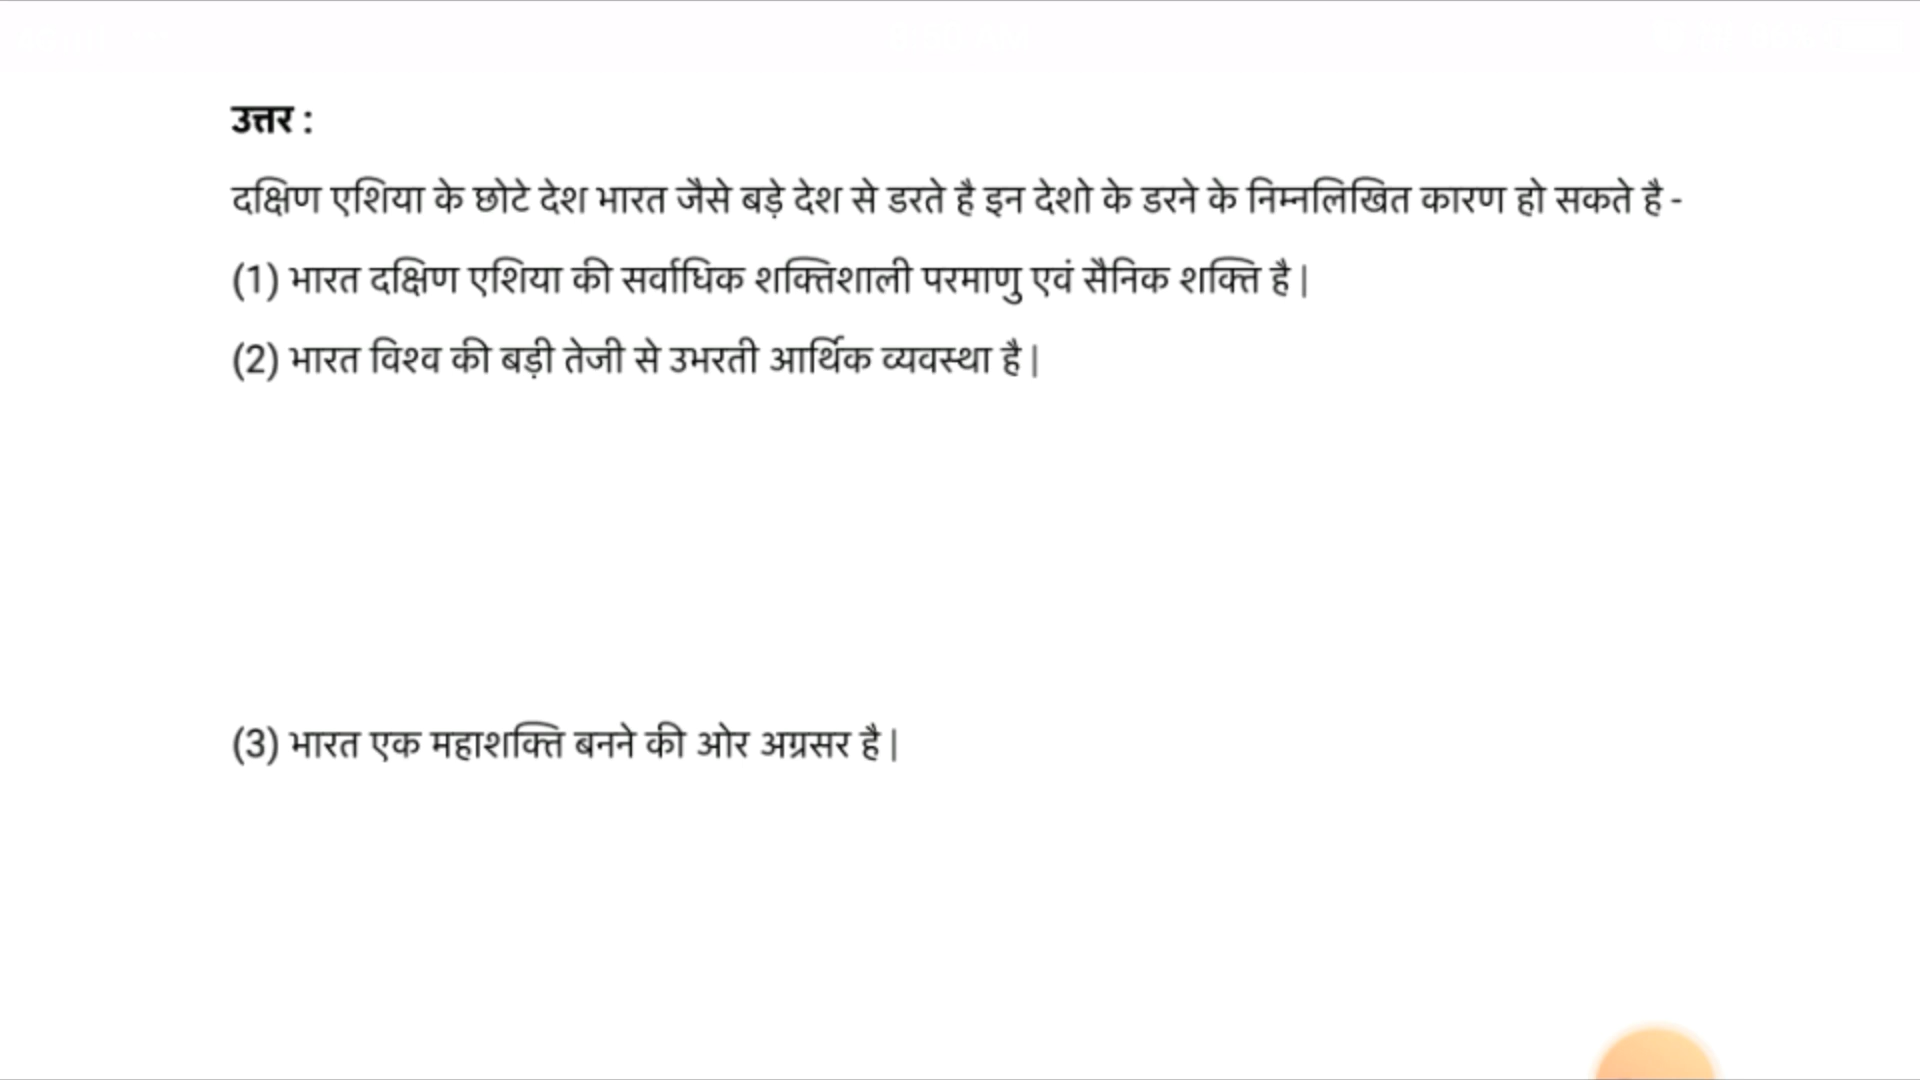 उत्तर :
दक्षिण एशिया के छोटे देश भारत जैसे बड़े देश से डरते है इन देशो के डरने के निम्नलिखित कारण हो सकते है -
(1) भारत दक्षिण एशिया की सर्वाधिक शक्तिशाली परमाणु एवं सैनिक शक्ति है |
(2) भारत विश्व की बड़ी तेजी से उभरती आर्थिक व्यवस्था है |
(3) भारत एक महाशक्ति बनने की ओर अग्रसर है |